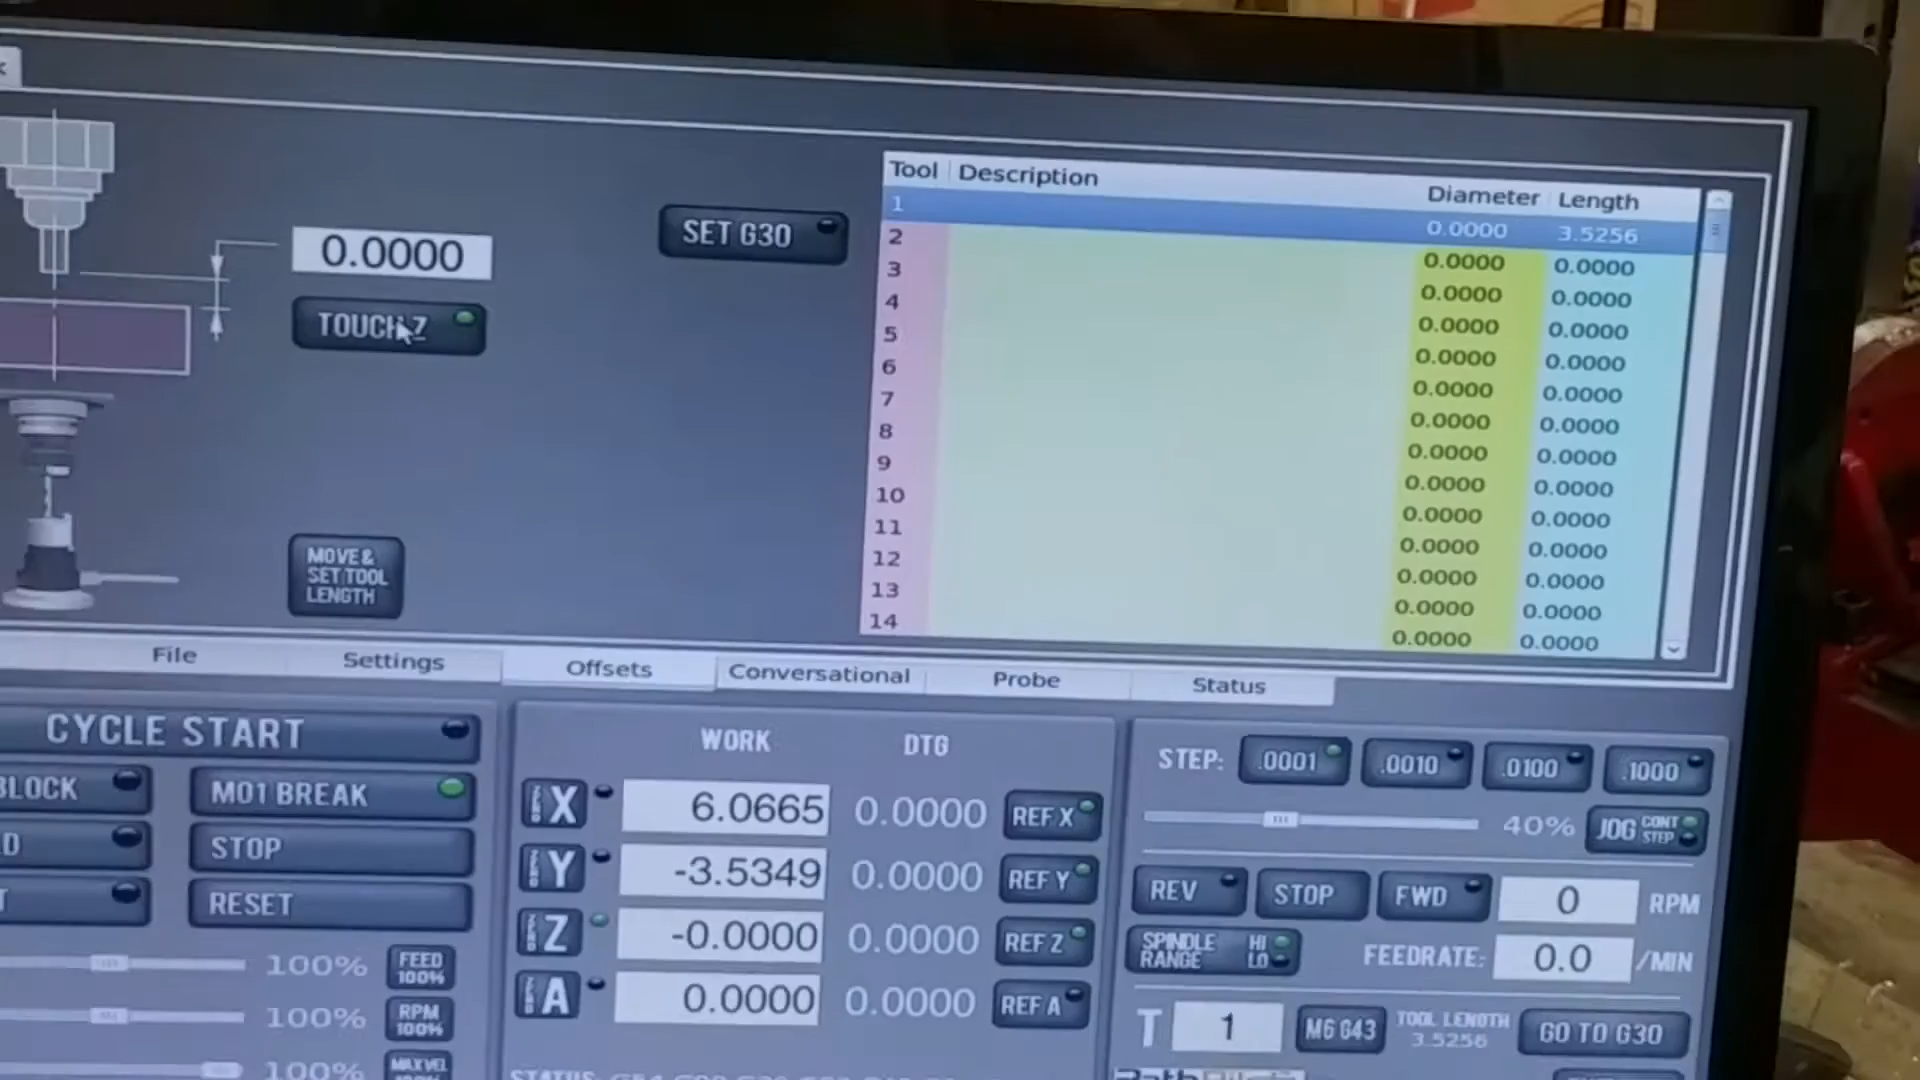 Tool Description Diameter Length
1 0.0000 3.5256
2 0.0000 0.0000
3 0.0000 0.0000
4 0.0000 0.0000
5 0.0000 0.0000
6 0.0000 0.0000
7 0.0000 0.0000
8 0.0000 0.0000
9 0.0000 0.0000
10 0.0000 0.0000
11 0.0000 0.0000
12 0.0000 0.0000
13 0.0000 0.0000
14 0.0000 0.0000
0.0000
SET G30
TOUCH Z
MOVE &
SET TOOL
LENGTH
File Settings Offsets Conversational Probe Status
CYCLE START
BLOCK M01 BREAK
STOP
RESET
100% FEED
100%
100% RPM
100%
100% MAX VEL
WORK DTG
ZERO X 6.0665 0.0000 REF X
ZERO Y -3.5349 0.0000 REF Y
ZERO Z -0.0000 0.0000 REF Z
ZERO A 0.0000 0.0000 REF A
STEP: .0001 .0010 .0100 .1000
40% JOG CONT
STEP
REV STOP FWD 0 RPM
SPINDLE
RANGE
HI
LO
FEEDRATE: 0.0 /MIN
T 1 M6 G43 TOOL LENGTH
3.5256
GO TO G30